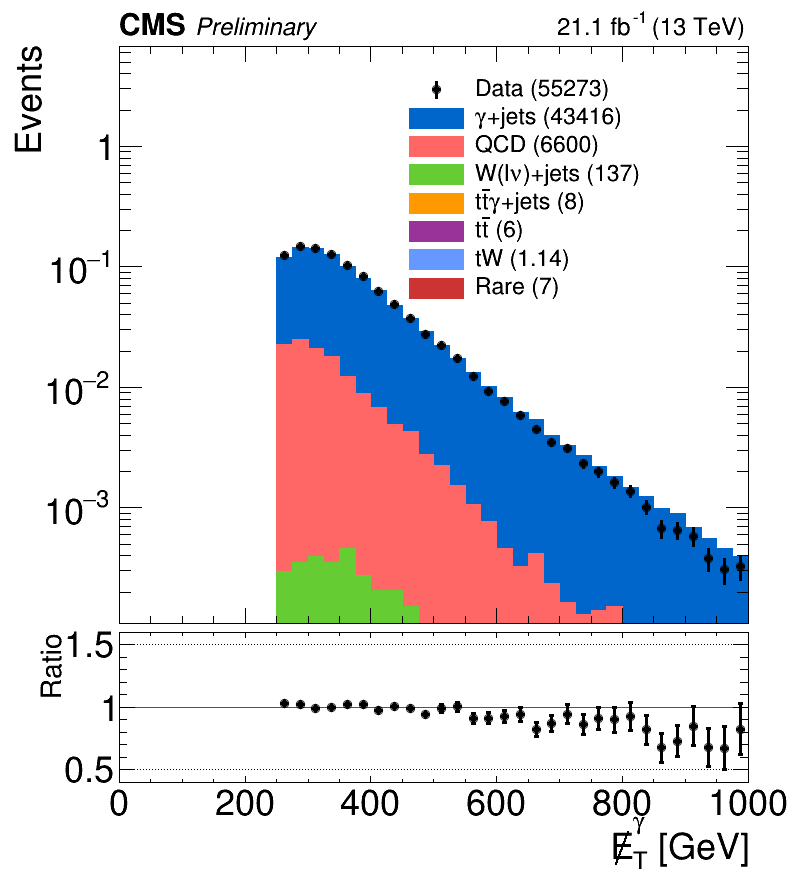 CMS Preliminary 21.1 fb⁻¹ (13 TeV)
Events
Data (55273)
γ+jets (43416)
QCD (6600)
W(lν)+jets (137)
tt̄γ+jets (8)
tt̄ (6)
tW (1.14)
Rare (7)
1
10⁻¹
10⁻²
10⁻³
Ratio
1.5
1
0.5
0 200 400 600 800 1000
E̸_T^γ [GeV]